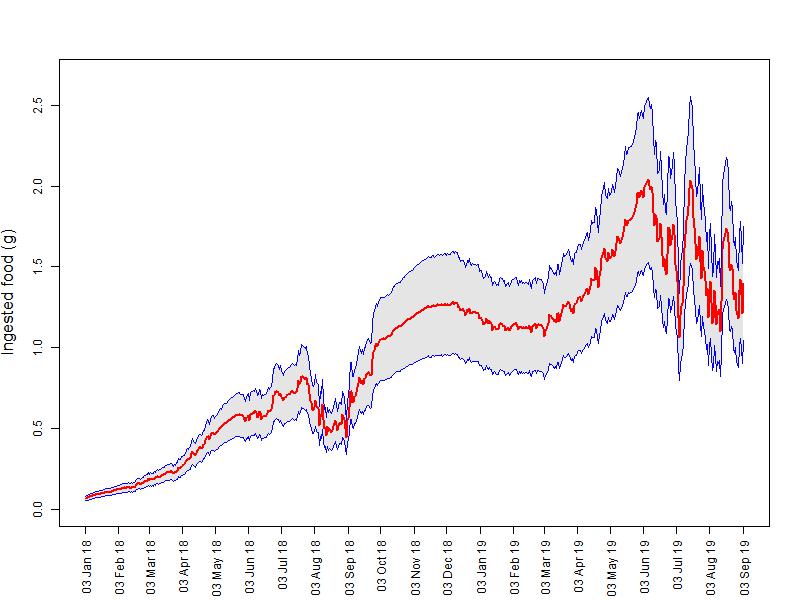 Ingested food (g)
2.5
2.0
1.5
1.0
0.5
0.0
03 Jan 18
03 Feb 18
03 Mar 18
03 Apr 18
03 May 18
03 Jun 18
03 Jul 18
03 Aug 18
03 Sep 18
03 Oct 18
03 Nov 18
03 Dec 18
03 Jan 19
03 Feb 19
03 Mar 19
03 Apr 19
03 May 19
03 Jun 19
03 Jul 19
03 Aug 19
03 Sep 19